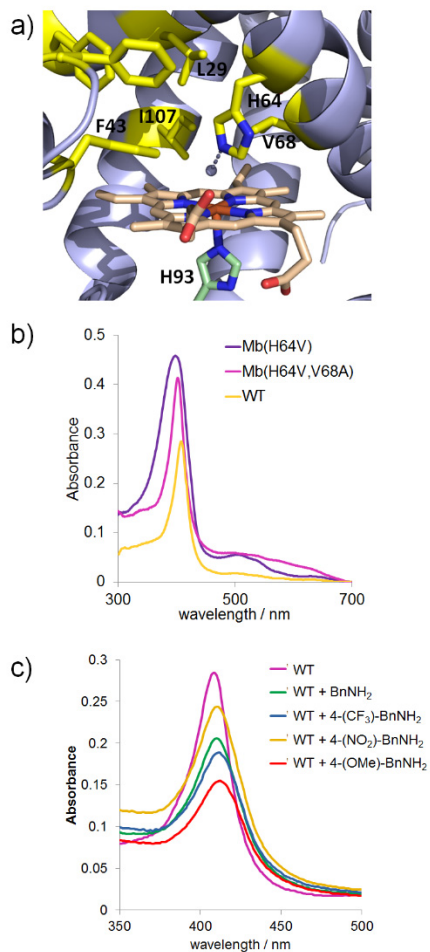 a)
L29
H64
I107
F43
V68
H93
b)
0.5
Mb(H64V)
Mb(H64V,V68A)
0.4
WT
0.3
Absorbance
0.2
0.1
0
300
500
700
wavelength / nm
c)
0.3
WT
WT + BnNH₂
0.25
WT + 4-(CF₃)-BnNH₂
WT + 4-(NO₂)-BnNH₂
0.2
WT + 4-(OMe)-BnNH₂
Absorbance
0.15
0.1
0.05
0
350
400
450
500
wavelength / nm